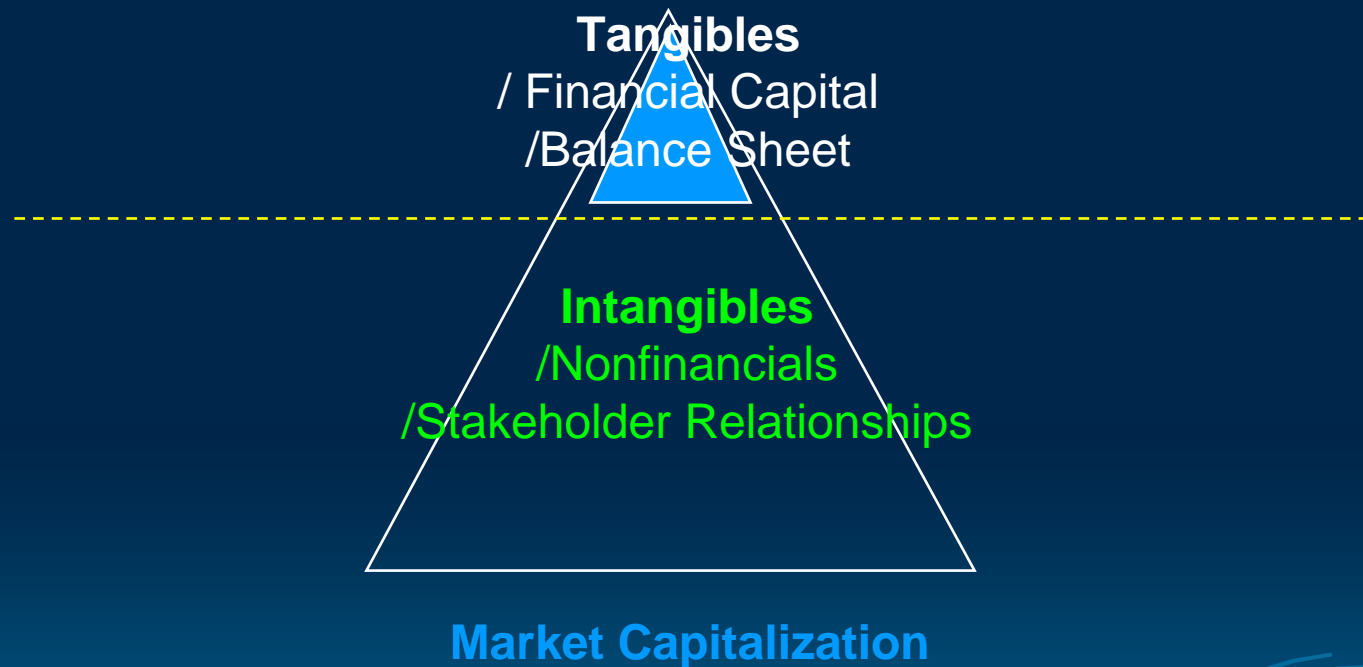 Tangibles
/ Financial Capital
/Balance Sheet
Intangibles
/Nonfinancials
/Stakeholder Relationships
Market Capitalization